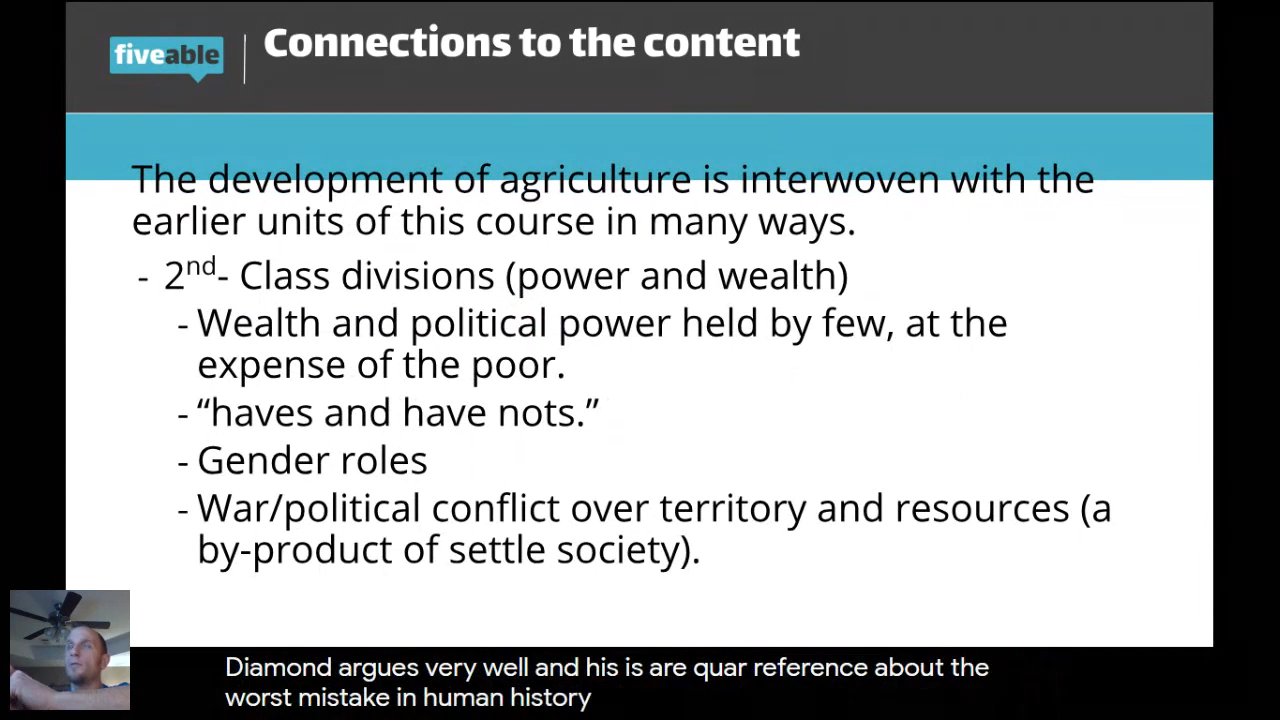 fiveable
Connections to the content
The development of agriculture is interwoven with the
earlier units of this course in many ways.
- 2nd- Class divisions (power and wealth)
- Wealth and political power held by few, at the
expense of the poor.
- “haves and have nots.”
- Gender roles
- War/political conflict over territory and resources (a
by-product of settle society).
Diamond argues very well and his is are quar reference about the
worst mistake in human history